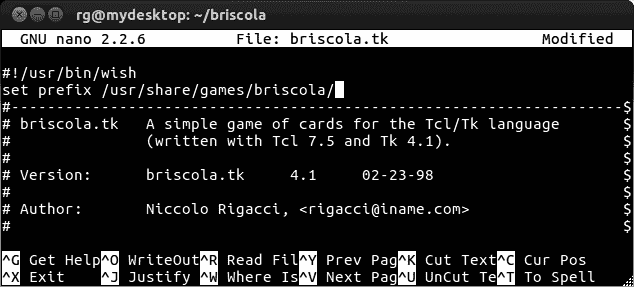 rg@mydesktop: ~/briscola
GNU nano 2.2.6 File: briscola.tk Modified
#!/usr/bin/wish
set prefix /usr/share/games/briscola/
#--------------------------------------------------------------------$
# briscola.tk A simple game of cards for the Tcl/Tk language $
# (written with Tcl 7.5 and Tk 4.1). $
# $
# Version: briscola.tk 4.1 02-23-98 $
# $
# Author: Niccolo Rigacci, <rigacci@iname.com> $
# $
^G Get Help^O WriteOut^R Read Fil^Y Prev Pag^K Cut Text^C Cur Pos
^X Exit ^J Justify ^W Where Is^V Next Pag^U UnCut Te^T To Spell